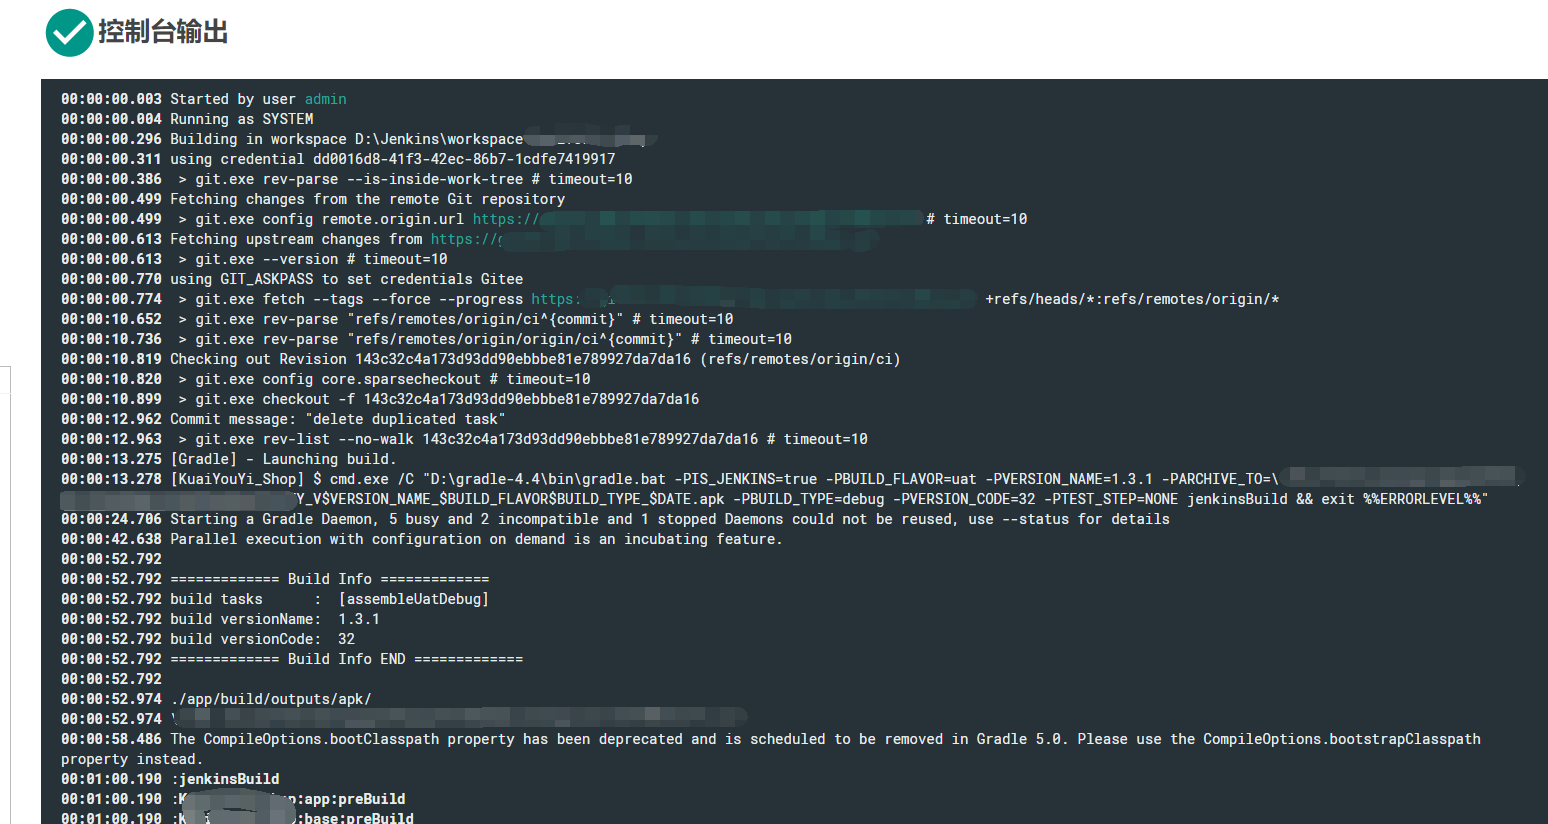 控制台输出
00:00:00.003 Started by user admin
00:00:00.004 Running as SYSTEM
00:00:00.296 Building in workspace D:\Jenkins\workspace
00:00:00.311 using credential dd0016d8-41f3-42ec-86b7-1cdfe7419917
00:00:00.386  > git.exe rev-parse --is-inside-work-tree # timeout=10
00:00:00.499 Fetching changes from the remote Git repository
00:00:00.499  > git.exe config remote.origin.url https:// # timeout=10
00:00:00.613 Fetching upstream changes from https://
00:00:00.613  > git.exe --version # timeout=10
00:00:00.770 using GIT_ASKPASS to set credentials Gitee
00:00:00.774  > git.exe fetch --tags --force --progress https: +refs/heads/*:refs/remotes/origin/*
00:00:10.652  > git.exe rev-parse "refs/remotes/origin/ci^{commit}" # timeout=10
00:00:10.736  > git.exe rev-parse "refs/remotes/origin/origin/ci^{commit}" # timeout=10
00:00:10.819 Checking out Revision 143c32c4a173d93dd90ebbbe81e789927da7da16 (refs/remotes/origin/ci)
00:00:10.820  > git.exe config core.sparsecheckout # timeout=10
00:00:10.899  > git.exe checkout -f 143c32c4a173d93dd90ebbbe81e789927da7da16
00:00:12.962 Commit message: "delete duplicated task"
00:00:12.963  > git.exe rev-list --no-walk 143c32c4a173d93dd90ebbbe81e789927da7da16 # timeout=10
00:00:13.275 [Gradle] - Launching build.
00:00:13.278 [KuaiYouYi_Shop] $ cmd.exe /C "D:\gradle-4.4\bin\gradle.bat -PIS_JENKINS=true -PBUILD_FLAVOR=uat -PVERSION_NAME=1.3.1 -PARCHIVE_TO=\
Y_V$VERSION_NAME_$BUILD_FLAVOR$BUILD_TYPE_$DATE.apk -PBUILD_TYPE=debug -PVERSION_CODE=32 -PTEST_STEP=NONE jenkinsBuild && exit %%ERRORLEVEL%%"
00:00:24.706 Starting a Gradle Daemon, 5 busy and 2 incompatible and 1 stopped Daemons could not be reused, use --status for details
00:00:42.638 Parallel execution with configuration on demand is an incubating feature.
00:00:52.792
00:00:52.792 ============= Build Info =============
00:00:52.792 build tasks      :  [assembleUatDebug]
00:00:52.792 build versionName:  1.3.1
00:00:52.792 build versionCode:  32
00:00:52.792 ============= Build Info END =============
00:00:52.792
00:00:52.974 ./app/build/outputs/apk/
00:00:52.974 \
00:00:58.486 The CompileOptions.bootClasspath property has been deprecated and is scheduled to be removed in Gradle 5.0. Please use the CompileOptions.bootstrapClasspath
property instead.
00:01:00.190 :jenkinsBuild
00:01:00.190 :app:preBuild
00:01:00.190 :base:preBuild